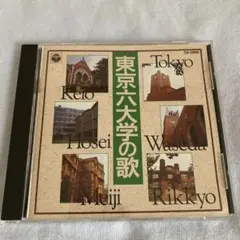 東京六大学の歌
Keio
Tokyo
Hosei
Waseda
Meiji
Rikkyo